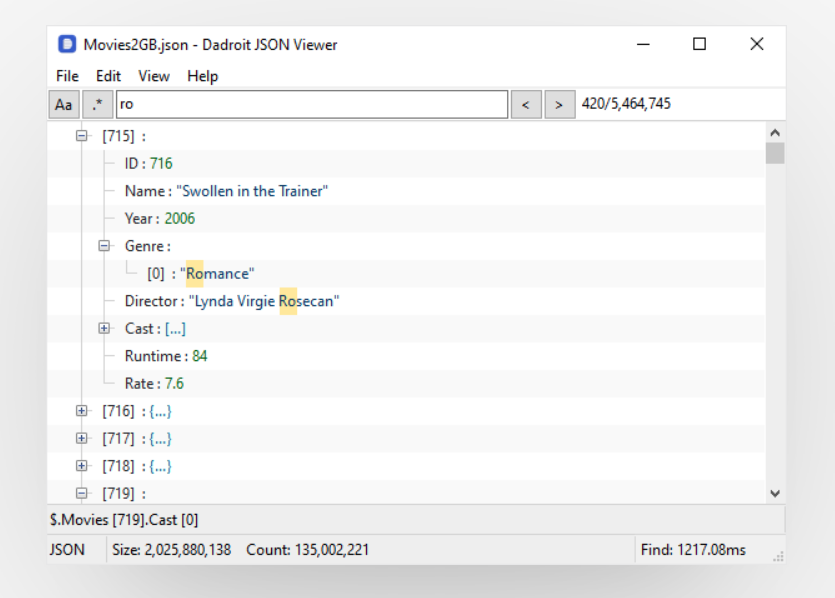 D Movies2GB.json - Dadroit JSON Viewer
File Edit View Help
Aa .* ro < > 420/5,464,745
[715] :
ID : 716
Name : "Swollen in the Trainer"
Year : 2006
Genre :
[0] : "Romance"
Director : "Lynda Virgie Rosecan"
Cast : [...]
Runtime : 84
Rate : 7.6
[716] : {...}
[717] : {...}
[718] : {...}
[719] :
$.Movies [719].Cast [0]
JSON Size: 2,025,880,138 Count: 135,002,221 Find: 1217.08ms